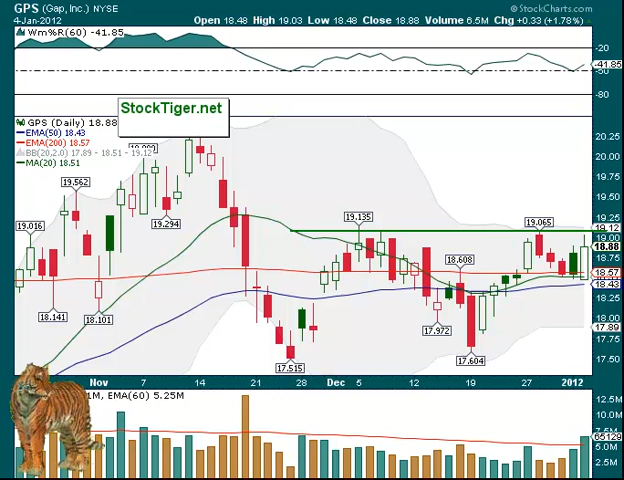 GPS (Gap, Inc.) NYSE
© StockCharts.com
4-Jan-2012
Open 18.48 High 19.03 Low 18.48 Close 18.88 Volume 6.5M Chg +0.33 (+1.78%)
Wm%R(60) -41.85
-20
-41.85
-50
-80
StockTiger.net
GPS (Daily) 18.88
EMA(50) 18.43
EMA(200) 18.57
BB(20,2.0) 17.89 - 18.51 - 19.12
MA(20) 18.51
20.25
20.00
19.75
19.50
19.25
19.12
19.00
18.88
18.75
18.57
18.43
18.25
18.00
17.89
17.75
17.50
19.562
19.294
19.016
19.135
19.065
18.608
18.141
18.101
17.972
17.604
17.515
Nov 7 14 21 28 Dec 5 12 19 27 2012
1M, EMA(60) 5.25M
12.5M
10.0M
7.5M
65129
5.0M
2.5M